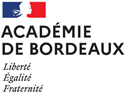 ACADÉMIE
DE BORDEAUX
Liberté
Égalité
Fraternité